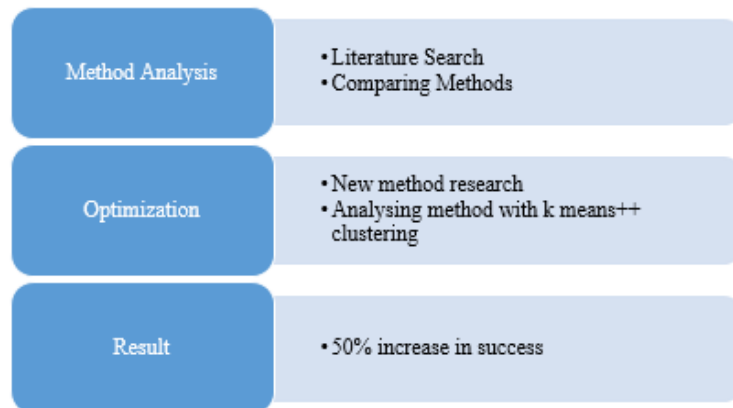 Method Analysis
• Literature Search
• Comparing Methods
Optimization
• New method research
• Analysing method with k means++
clustering
Result
• 50% increase in success